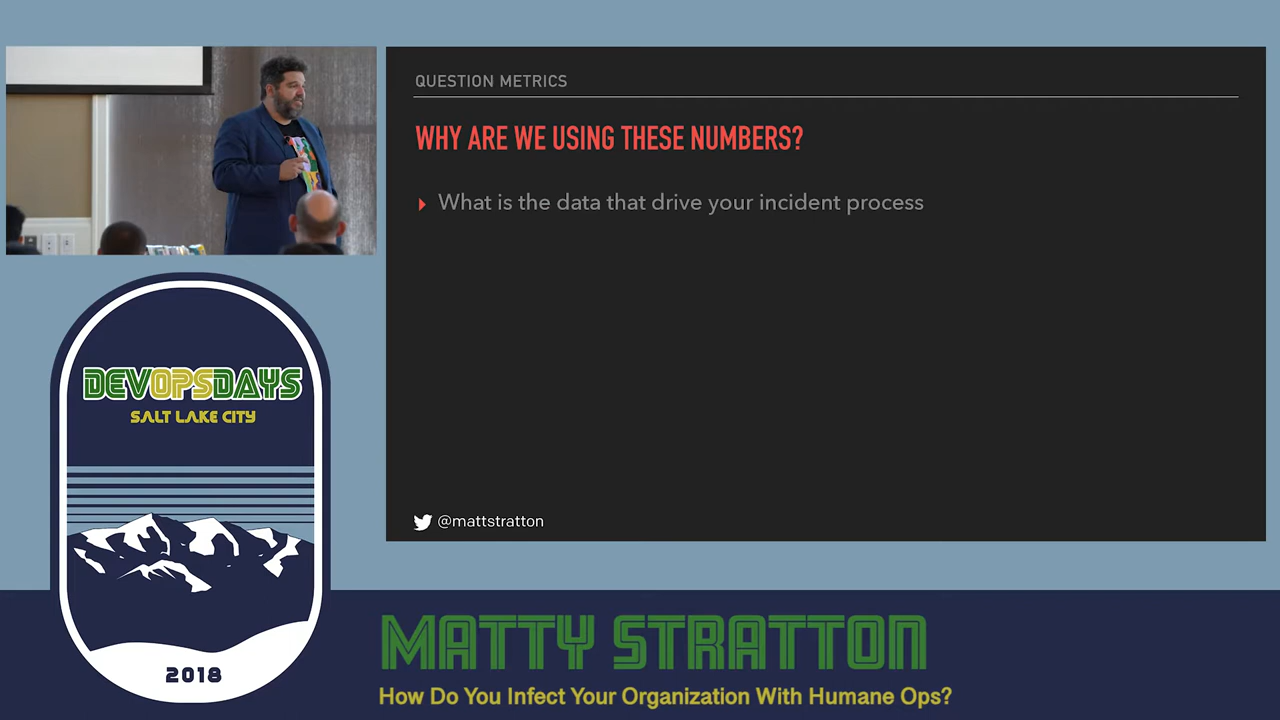 QUESTION METRICS
WHY ARE WE USING THESE NUMBERS?
What is the data that drive your incident process
@mattstratton
DEVOPSDAYS
SALT LAKE CITY
2018
MATTY STRATTON
How Do You Infect Your Organization With Humane Ops?